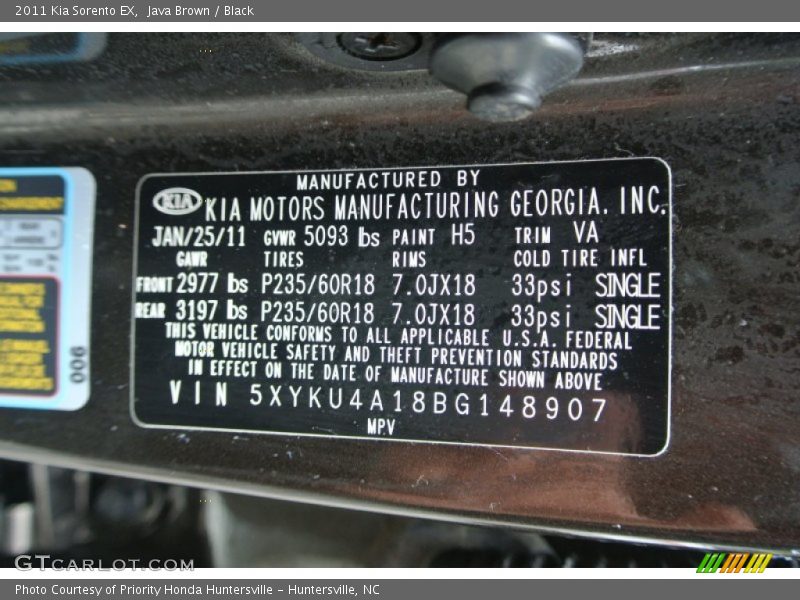 2011 Kia Sorento EX,  Java Brown / Black
MANUFACTURED BY
KIA KIA MOTORS MANUFACTURING GEORGIA, INC.
JAN/25/11 GVWR 5093 lbs PAINT H5 TRIM VA
GAWR TIRES RIMS COLD TIRE INFL
FRONT 2977 lbs P235/60R18 7.0JX18 33psi SINGLE
REAR 3197 lbs P235/60R18 7.0JX18 33psi SINGLE
THIS VEHICLE CONFORMS TO ALL APPLICABLE U.S.A. FEDERAL
MOTOR VEHICLE SAFETY AND THEFT PREVENTION STANDARDS
IN EFFECT ON THE DATE OF MANUFACTURE SHOWN ABOVE
VIN 5XYKU4A18BG148907
MPV
006
GTCARLOT.COM
Photo Courtesy of Priority Honda Huntersville - Huntersville, NC